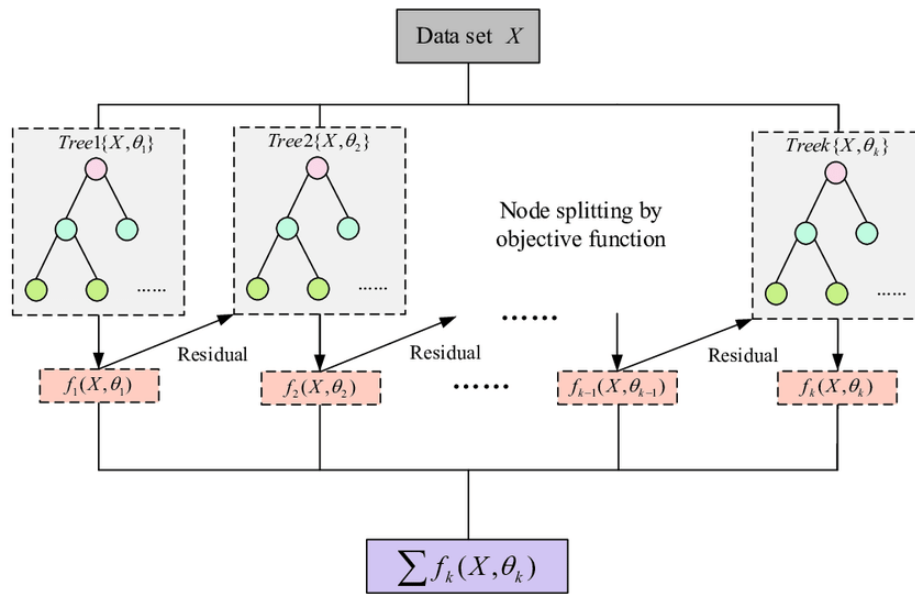 Data set X
Tree1{X,θ₁}
Tree2{X,θ₂}
Treek{X,θₖ}
Node splitting by
objective function
......
......
......
......
Residual
Residual
Residual
f₁(X,θ₁)
f₂(X,θ₂)
......
fₖ₋₁(X,θₖ₋₁)
fₖ(X,θₖ)
∑ fₖ(X,θₖ)